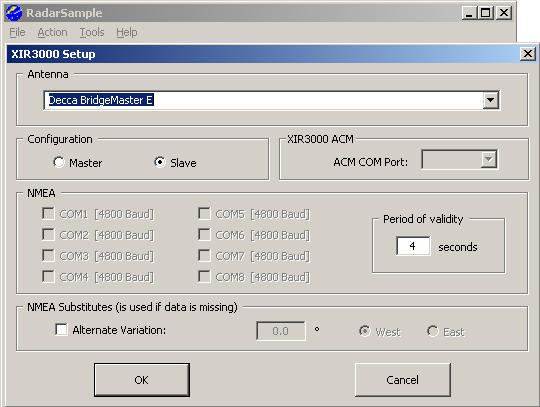 RadarSample
File Action Tools Help
XIR3000 Setup
Antenna
Decca BridgeMaster E
Configuration
Master Slave
XIR3000 ACM
ACM COM Port:
NMEA
COM1 [4800 Baud] COM5 [4800 Baud]
COM2 [4800 Baud] COM6 [4800 Baud]
COM3 [4800 Baud] COM7 [4800 Baud]
COM4 [4800 Baud] COM8 [4800 Baud]
Period of validity
4 seconds
NMEA Substitutes (is used if data is missing)
Alternate Variation: 0.0 ° West East
OK Cancel